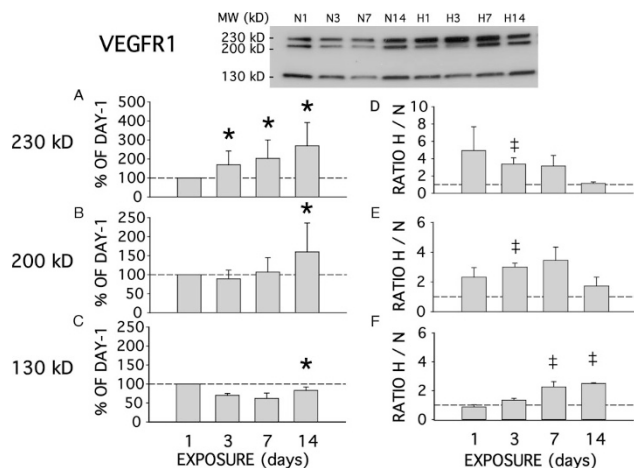 MW (kD) N1 N3 N7 N14 H1 H3 H7 H14
VEGFR1
230 kD
200 kD
130 kD
A
230 kD
% OF DAY-1
500
400
300
200
100
0
* * *
D
RATIO H / N
10
8
6
4
2
0
‡
B
200 kD
% OF DAY-1
250
200
150
100
50
0
*
E
RATIO H / N
6
4
2
0
‡
C
130 kD
% OF DAY-1
250
200
150
100
50
0
*
1 3 7 14
EXPOSURE (days)
F
RATIO H / N
6
4
2
0
‡ ‡
1 3 7 14
EXPOSURE (days)